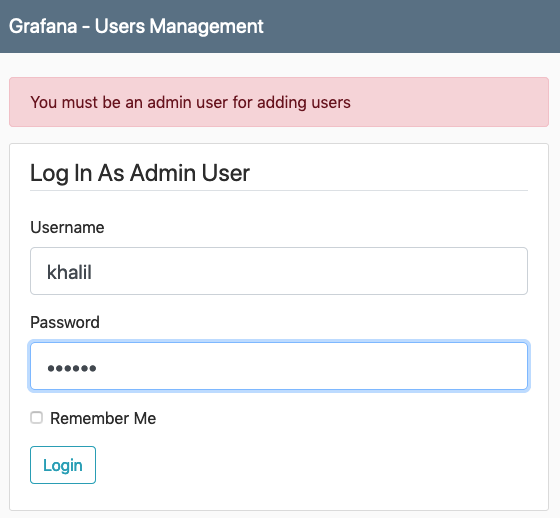 Grafana - Users Management
You must be an admin user for adding users
Log In As Admin User
Username
khalil
Password
••••••
Remember Me
Login